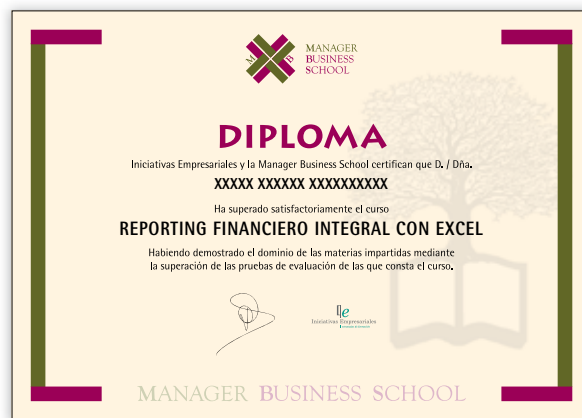 M B
MANAGER
BUSINESS
SCHOOL
DIPLOMA
Iniciativas Empresariales y la Manager Business School certifican que D. / Dña.
XXXXX XXXXXX XXXXXXXXXX
Ha superado satisfactoriamente el curso
REPORTING FINANCIERO INTEGRAL CON EXCEL
Habiendo demostrado el dominio de las materias impartidas mediante
la superación de las pruebas de evaluación de las que consta el curso.
Ile
Iniciativas Empresariales
MANAGER BUSINESS SCHOOL